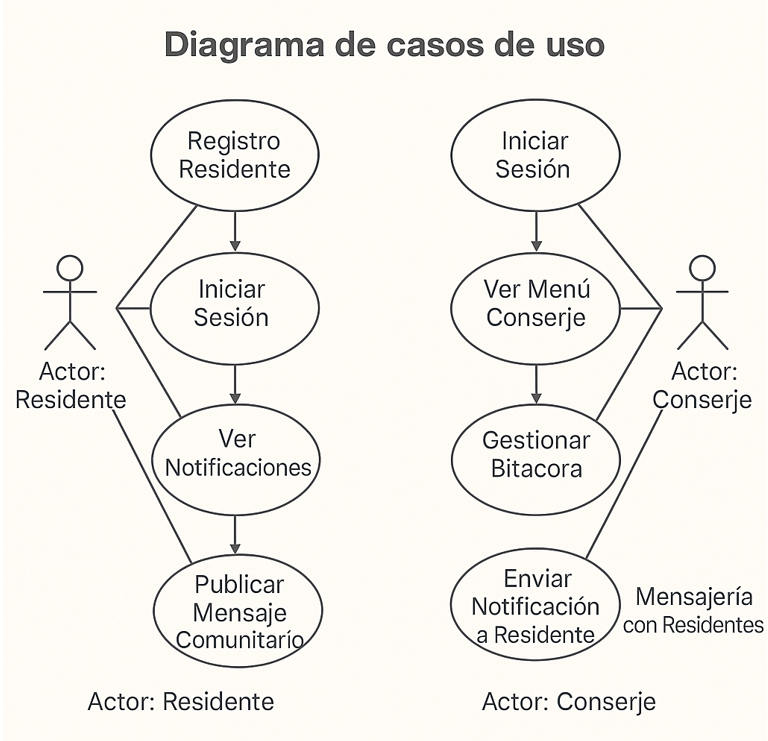 Diagrama de casos de uso
Registro
Residente
Iniciar
Sesión
Ver
Notificaciones
Publicar
Mensaje
Comunitario
Actor:
Residente
Actor: Residente
Iniciar
Sesión
Ver Menú
Conserje
Gestionar
Bitacora
Enviar
Notificación
a Residente
Actor:
Conserje
Mensajería
con Residentes
Actor: Conserje